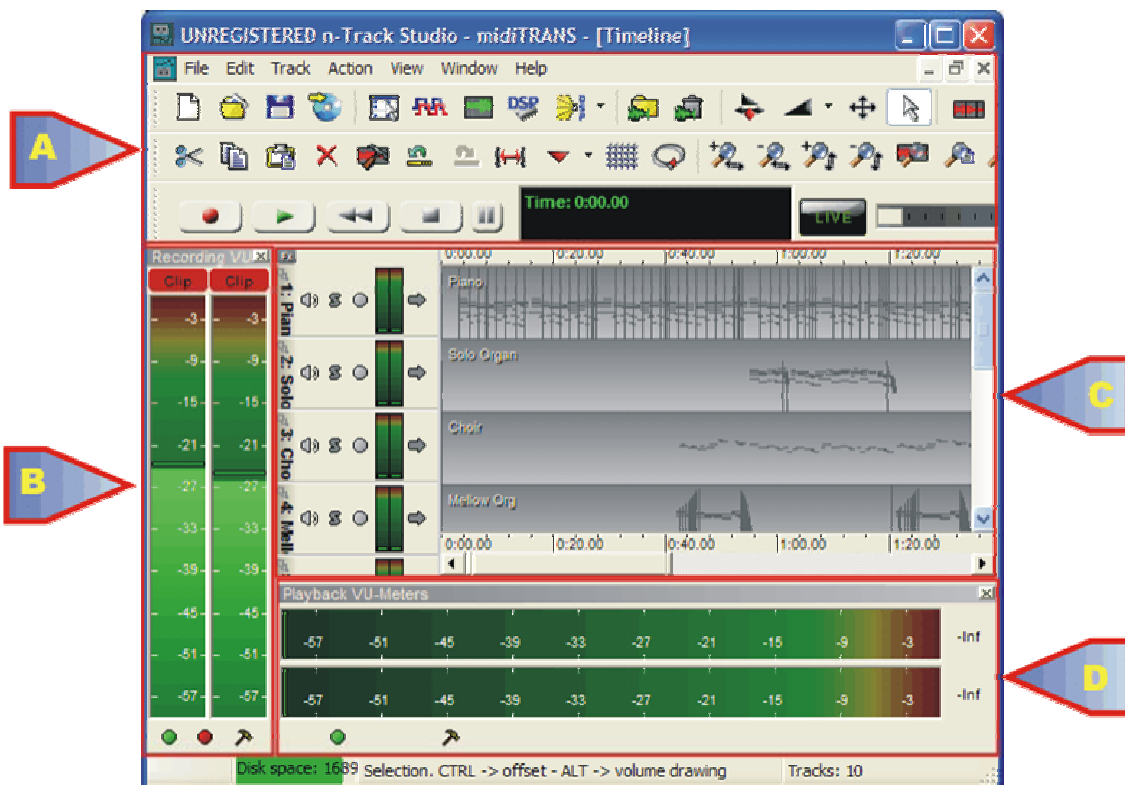 UNREGISTERED n-Track Studio - midiTRANS - [Timeline]
File Edit Track Action View Window Help
DSP
A
Time: 0:00.00
LIVE
Recording VU
Clip Clip
-3 -3
-9 -9
-15 -15
-21 -21
-27 -27
-33 -33
-39 -39
-45 -45
-51 -51
-57 -57
B
FX 0:00.00 0:20.00 0:40.00 1:00.00 1:20.00
1: Pian S Piano
2: Solo S Solo Organ
3: Cho S Choir
4: Mello S Mellow Org
0:00.00 0:20.00 0:40.00 1:00.00 1:20.00
C
Playback VU-Meters
-57 -51 -45 -39 -33 -27 -21 -15 -9 -3 -Inf
-57 -51 -45 -39 -33 -27 -21 -15 -9 -3 -Inf
D
Disk space: 1689 Selection. CTRL -> offset - ALT -> volume drawing Tracks: 10